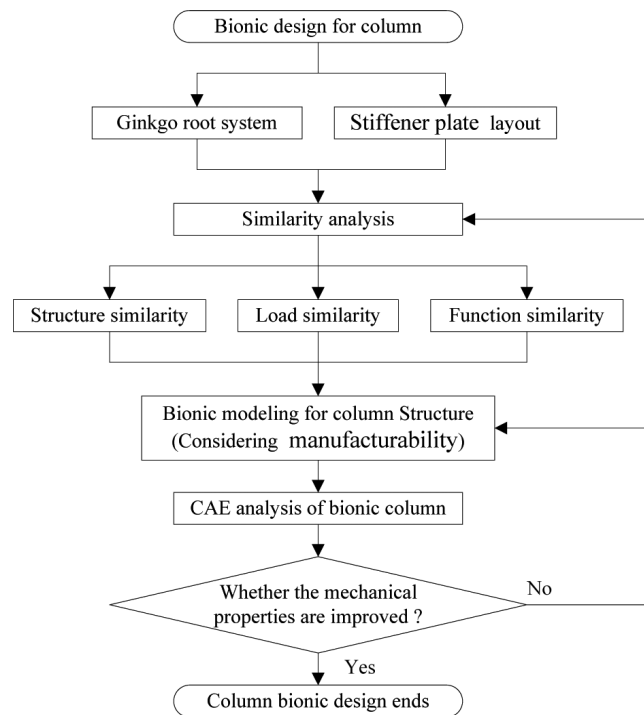 Bionic design for column
Ginkgo root system
Stiffener plate layout
Similarity analysis
Structure similarity
Load similarity
Function similarity
Bionic modeling for column Structure
(Considering manufacturability)
CAE analysis of bionic column
Whether the mechanical
properties are improved ?
No
Yes
Column bionic design ends